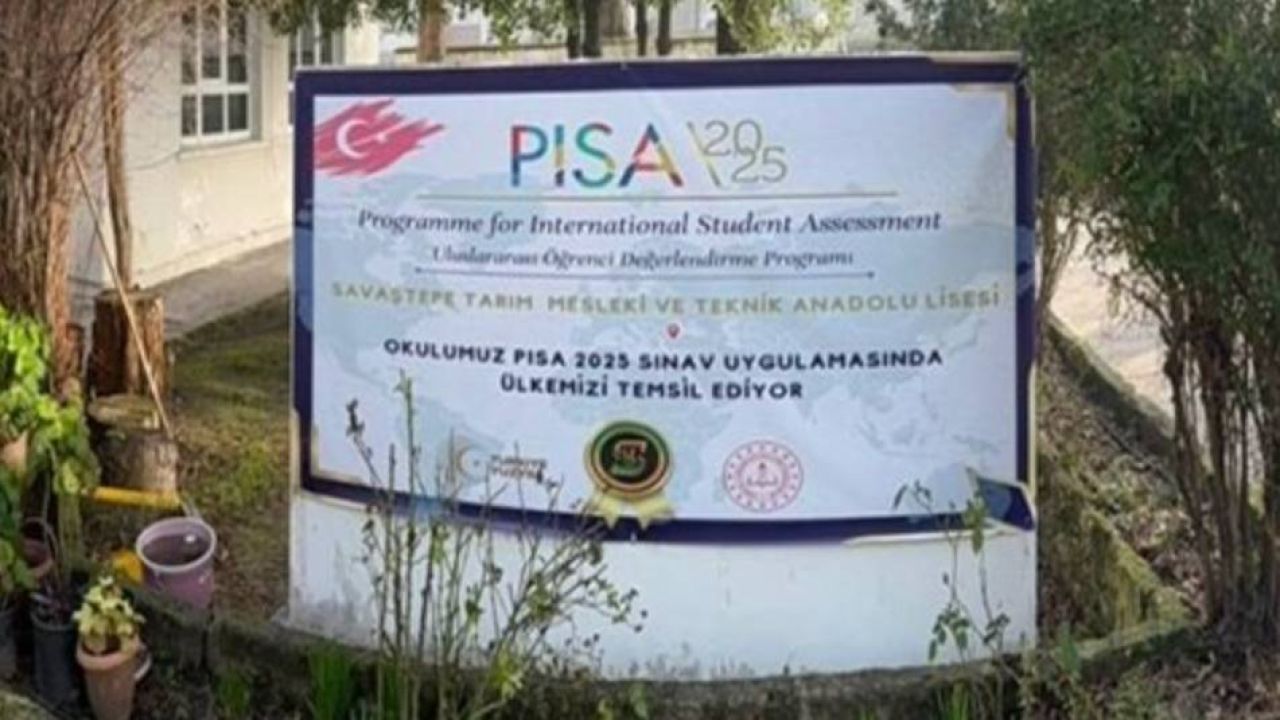 PISA 2025
Programme for International Student Assessment
Uluslararası Öğrenci Değerlendirme Programı
SAVAŞTEPE TARIM MESLEKİ VE TEKNİK ANADOLU LİSESİ
OKULUMUZ PISA 2025 SINAV UYGULAMASINDA
ÜLKEMİZİ TEMSİL EDİYOR